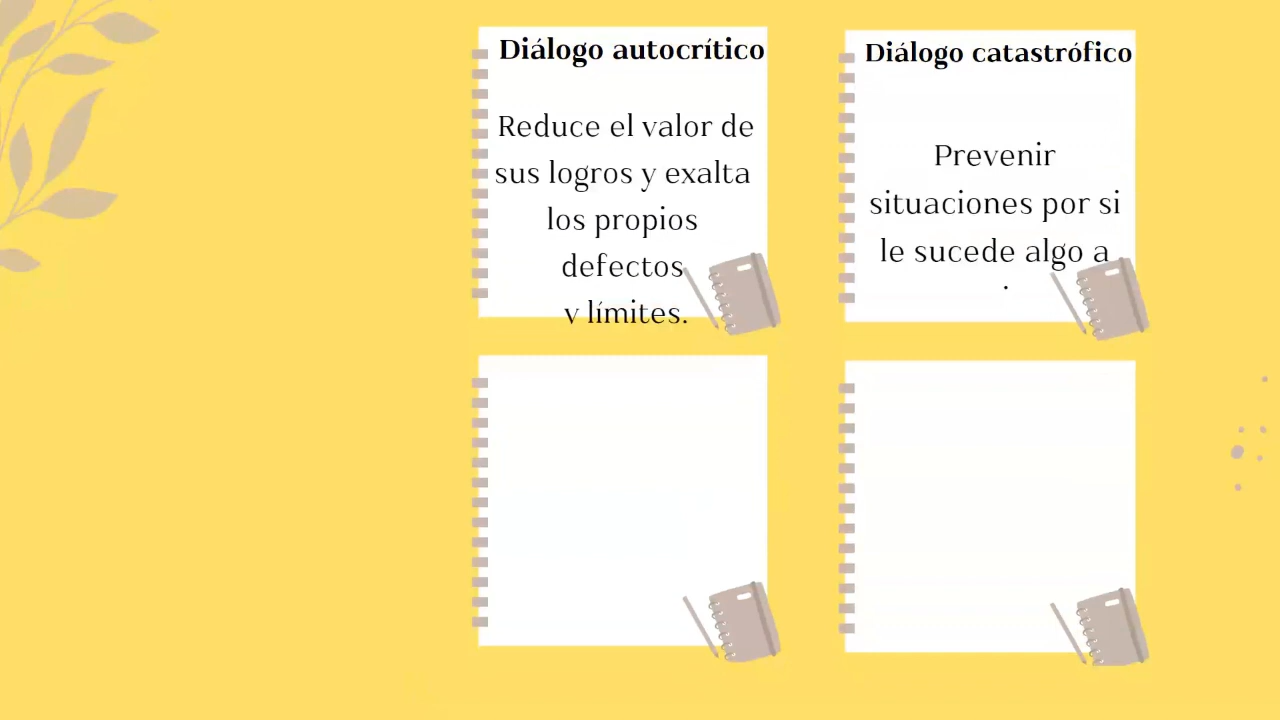 Diálogo autocrítico
Reduce el valor de
sus logros y exalta
los propios
defectos
y límites.
Diálogo catastrófico
Prevenir
situaciones por si
le sucede algo a
.